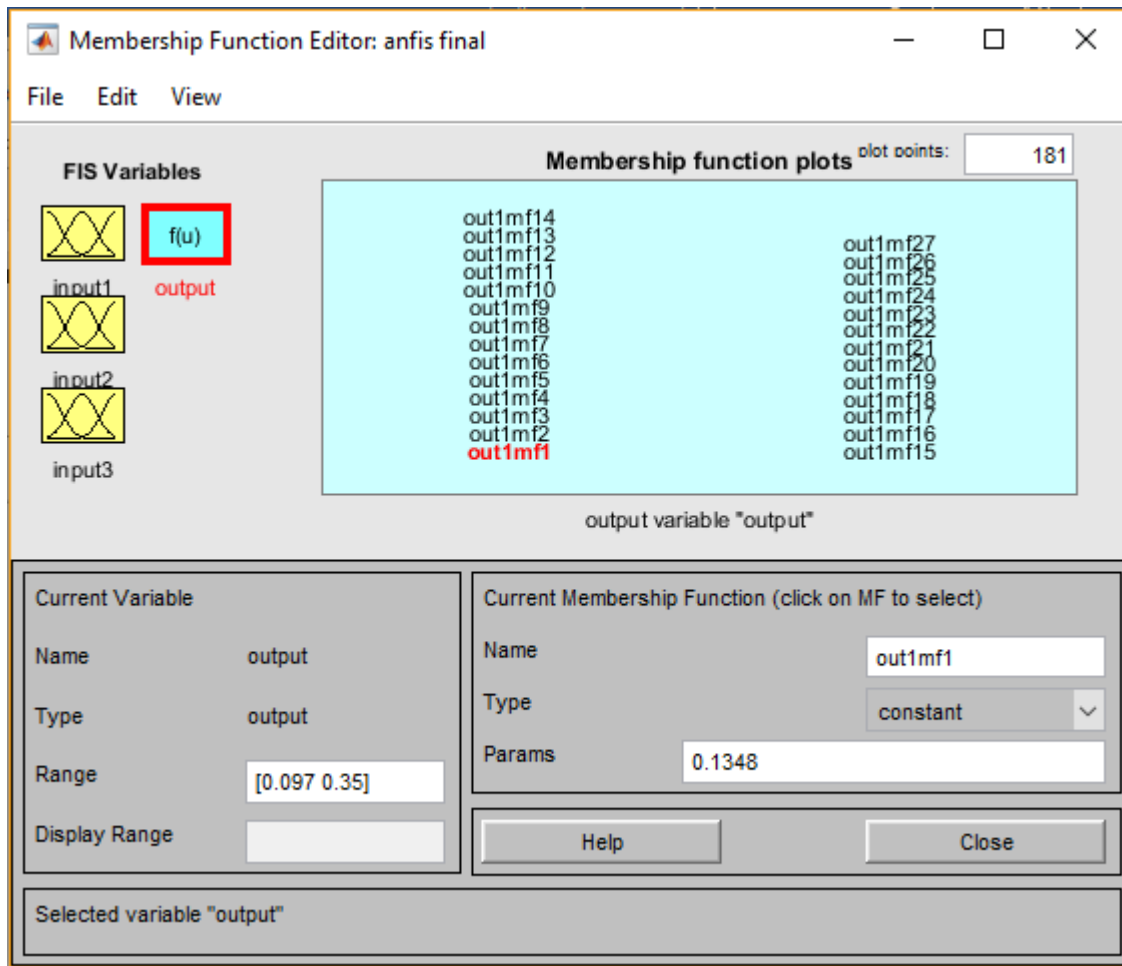 Membership Function Editor: anfis final
File Edit View
FIS Variables
f(u)
input1
output
input2
input3
Membership function plots
plot points:
181
out1mf14
out1mf13
out1mf12
out1mf11
out1mf10
out1mf9
out1mf8
out1mf7
out1mf6
out1mf5
out1mf4
out1mf3
out1mf2
out1mf1
out1mf27
out1mf26
out1mf25
out1mf24
out1mf23
out1mf22
out1mf21
out1mf20
out1mf19
out1mf18
out1mf17
out1mf16
out1mf15
output variable "output"
Current Variable
Name output
Type output
Range [0.097 0.35]
Display Range
Current Membership Function (click on MF to select)
Name out1mf1
Type constant
Params 0.1348
Help Close
Selected variable "output"